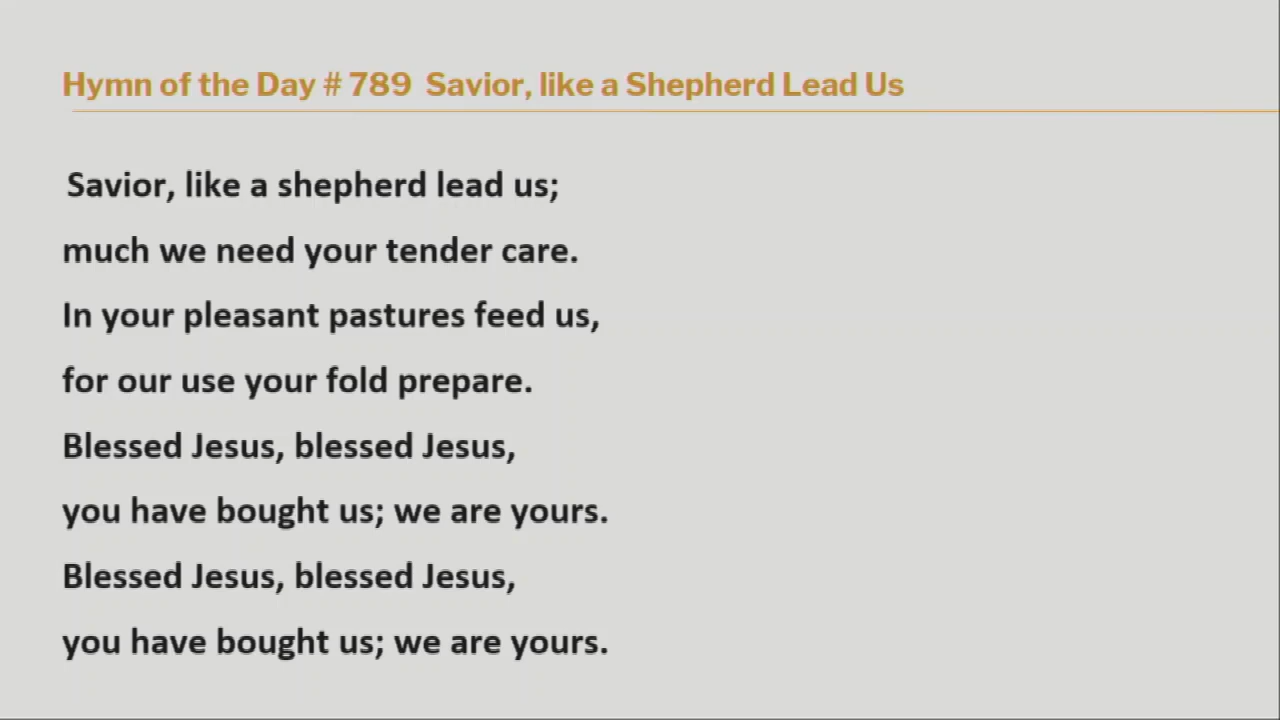 Hymn of the Day # 789 Savior, like a Shepherd Lead Us
Savior, like a shepherd lead us;
much we need your tender care.
In your pleasant pastures feed us,
for our use your fold prepare.
Blessed Jesus, blessed Jesus,
you have bought us; we are yours.
Blessed Jesus, blessed Jesus,
you have bought us; we are yours.